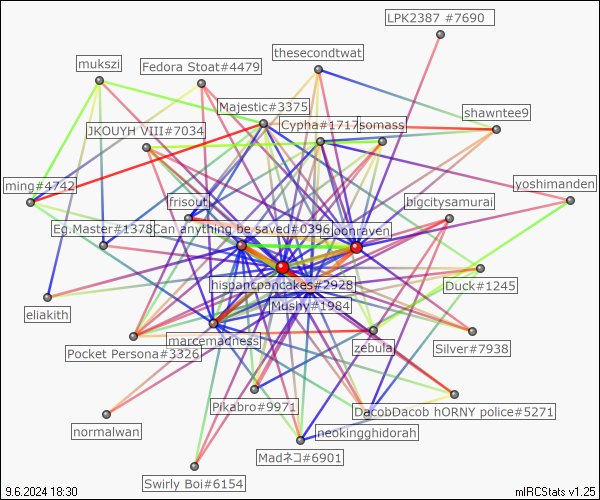 LPK2387 #7690
thesecondtwat
mukszi
Fedora Stoat#4479
Majestic#3375
shawntee9
Cypha#1717
somass
JKOUYH VIII#7034
ming#4742
yoshimanden
frisout
bigcitysamurai
Eg.Master#1378
Can anything be saved#0396
oonraven
hispancpancakes#2928
Duck#1245
Mushy#1984
eliakith
marcemadness
Pocket Persona#3326
zebula
Silver#7938
Pikabro#9971
DacobÐacob hORNY police#5271
normalwan
neokingghidorah
Madネコ#6901
Swirly Boi#6154
9.6.2024 18:30
mIRCStats v1.25